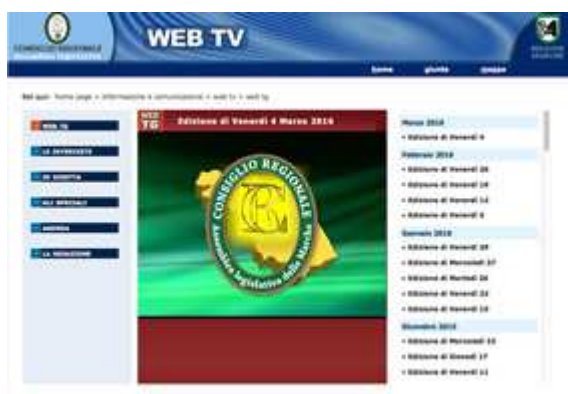 CONSIGLIO REGIONALE
WEB TV
home giunta mappa
Sei qui: home page > informazione e comunicazione > web tv > web tg
WEB TG
LE INTERVISTE
IN DIRETTA
GLI SPECIALI
AGENDA
LA REDAZIONE
WEB
TG
Edizione di Venerdì 4 Marzo 2016
CONSIGLIO REGIONALE
Assemblea legislativa delle Marche
Marzo 2016
Edizione di Venerdì 4
Febbraio 2016
Edizione di Venerdì 26
Edizione di Venerdì 19
Edizione di Venerdì 12
Edizione di Venerdì 5
Gennaio 2016
Edizione di Venerdì 29
Edizione di Mercoledì 27
Edizione di Martedì 26
Edizione di Venerdì 22
Edizione di Venerdì 15
Dicembre 2015
Edizione di Mercoledì 23
Edizione di Giovedì 17
Edizione di Venerdì 11